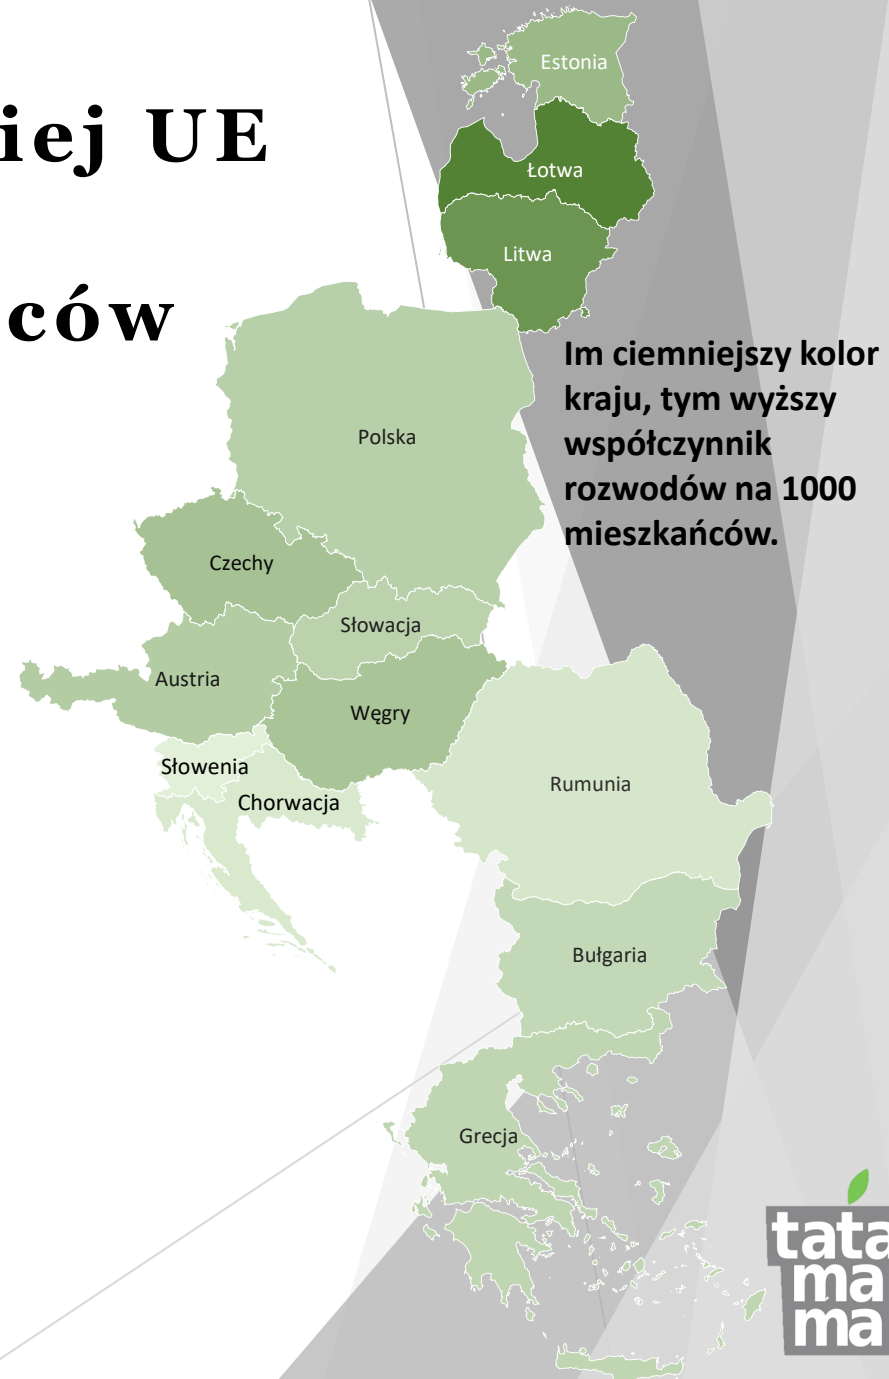 iej UE
ców
Estonia
Łotwa
Litwa
Im ciemniejszy kolor
kraju, tym wyższy
współczynnik
rozwodów na 1000
mieszkańców.
Polska
Czechy
Słowacja
Austria
Węgry
Słowenia
Chorwacja
Rumunia
Bułgaria
Grecja
tata
ma
ma